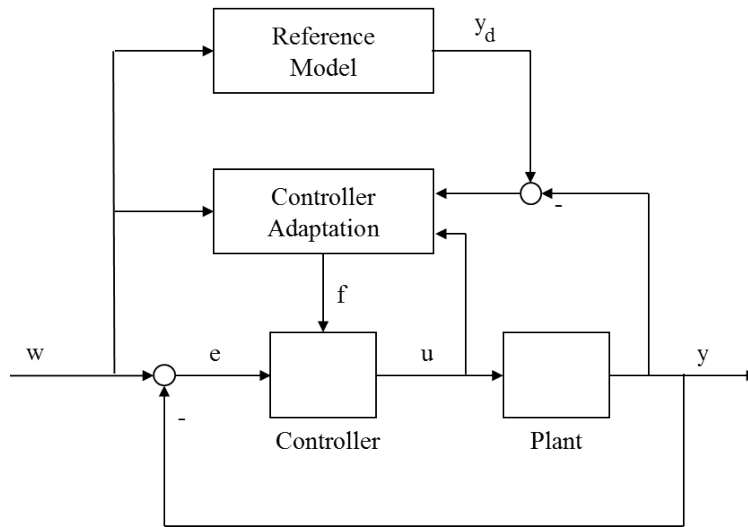 Reference
Model
y_d
Controller
Adaptation
-
f
w
e
u
y
-
Controller
Plant